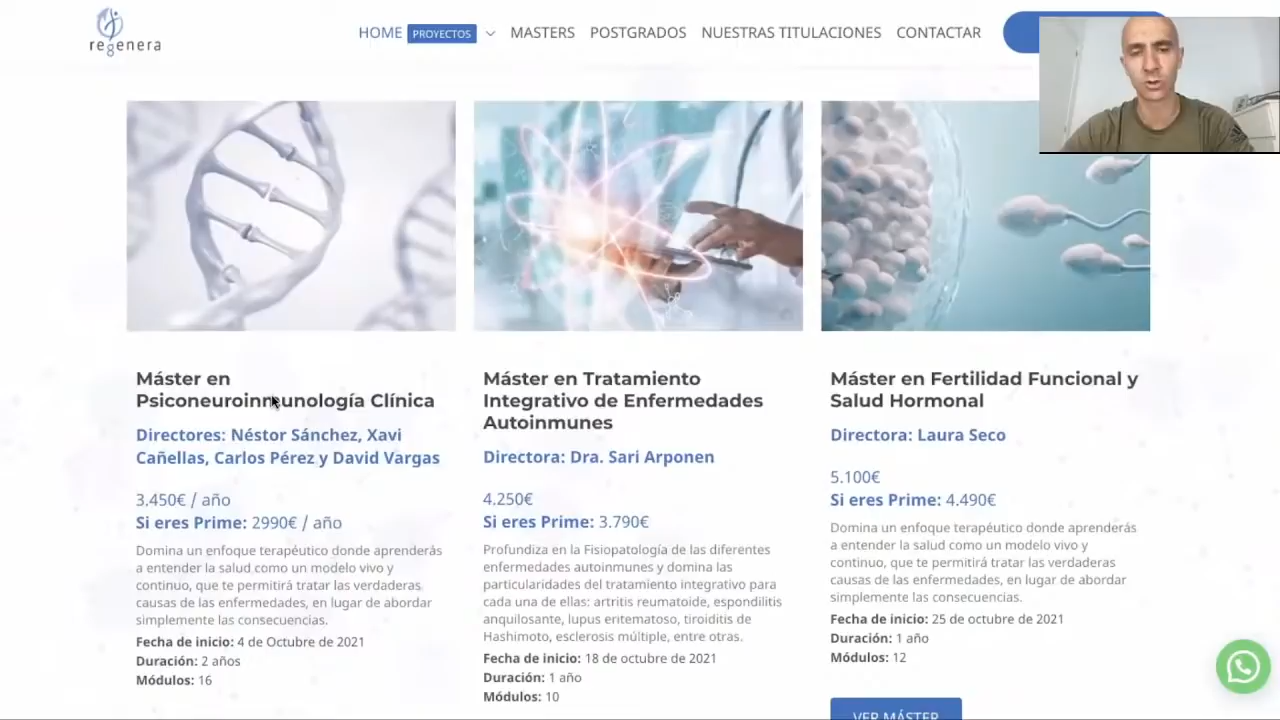 regenera
HOME PROYECTOS MASTERS POSTGRADOS NUESTRAS TITULACIONES CONTACTAR
Máster en
Psiconeuroinmunología Clínica
Directores: Néstor Sánchez, Xavi
Cañellas, Carlos Pérez y David Vargas
3.450€ / año
Si eres Prime: 2990€ / año
Domina un enfoque terapéutico donde aprenderás
a entender la salud como un modelo vivo y
continuo, que te permitirá tratar las verdaderas
causas de las enfermedades, en lugar de abordar
simplemente las consecuencias.
Fecha de inicio: 4 de Octubre de 2021
Duración: 2 años
Módulos: 16
Máster en Tratamiento
Integrativo de Enfermedades
Autoinmunes
Directora: Dra. Sari Arponen
4.250€
Si eres Prime: 3.790€
Profundiza en la Fisiopatología de las diferentes
enfermedades autoinmunes y domina las
particularidades del tratamiento integrativo para
cada una de ellas: artritis reumatoide, espondilitis
anquilosante, lupus eritematoso, tiroiditis de
Hashimoto, esclerosis múltiple, entre otras.
Fecha de inicio: 18 de octubre de 2021
Duración: 1 año
Módulos: 10
Máster en Fertilidad Funcional y
Salud Hormonal
Directora: Laura Seco
5.100€
Si eres Prime: 4.490€
Domina un enfoque terapéutico donde aprenderás
a entender la salud como un modelo vivo y
continuo, que te permitirá tratar las verdaderas
causas de las enfermedades, en lugar de abordar
simplemente las consecuencias.
Fecha de inicio: 25 de octubre de 2021
Duración: 1 año
Módulos: 12
VER MÁSTER